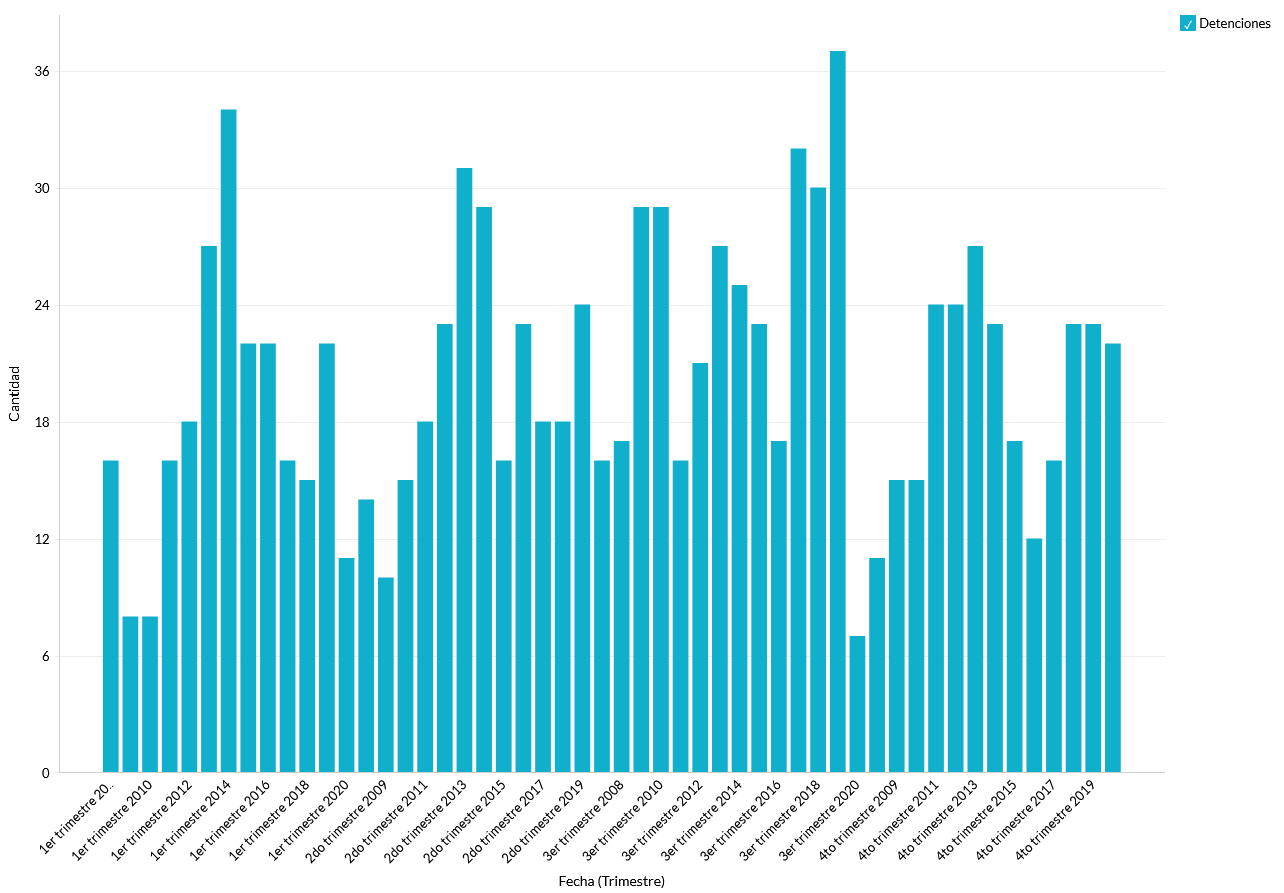 Detenciones
Cantidad
36
30
24
18
12
6
0
1er trimestre 20..
1er trimestre 2010
1er trimestre 2012
1er trimestre 2014
1er trimestre 2016
1er trimestre 2018
1er trimestre 2020
2do trimestre 2009
2do trimestre 2011
2do trimestre 2013
2do trimestre 2015
2do trimestre 2017
2do trimestre 2019
3er trimestre 2008
3er trimestre 2010
3er trimestre 2012
3er trimestre 2014
3er trimestre 2016
3er trimestre 2018
3er trimestre 2020
4to trimestre 2009
4to trimestre 2011
4to trimestre 2013
4to trimestre 2015
4to trimestre 2017
4to trimestre 2019
Fecha (Trimestre)